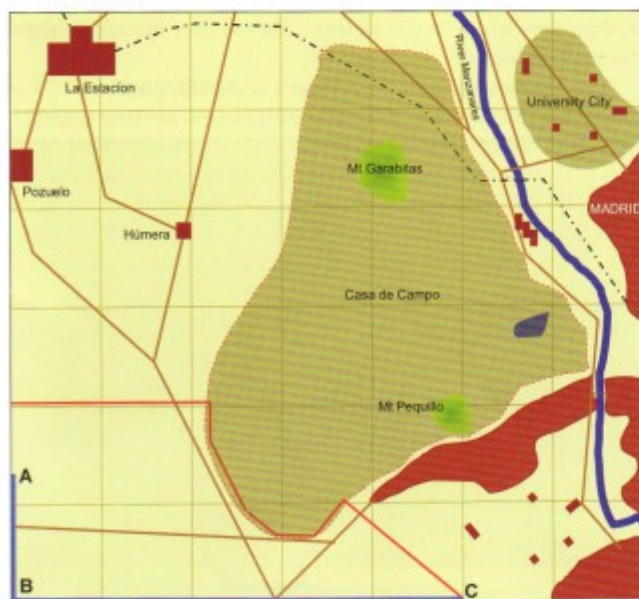 La Estacion
River Manzanares
University City
Mt Garabitas
Pozuelo
MADRID
Húmera
Casa de Campo
Mt Pequillo
A
B
C